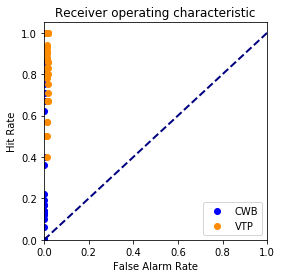 Receiver operating characteristic
1.0
0.8
0.6
0.4
0.2
0.0
Hit Rate
0.0 0.2 0.4 0.6 0.8 1.0
False Alarm Rate
CWB
VTP